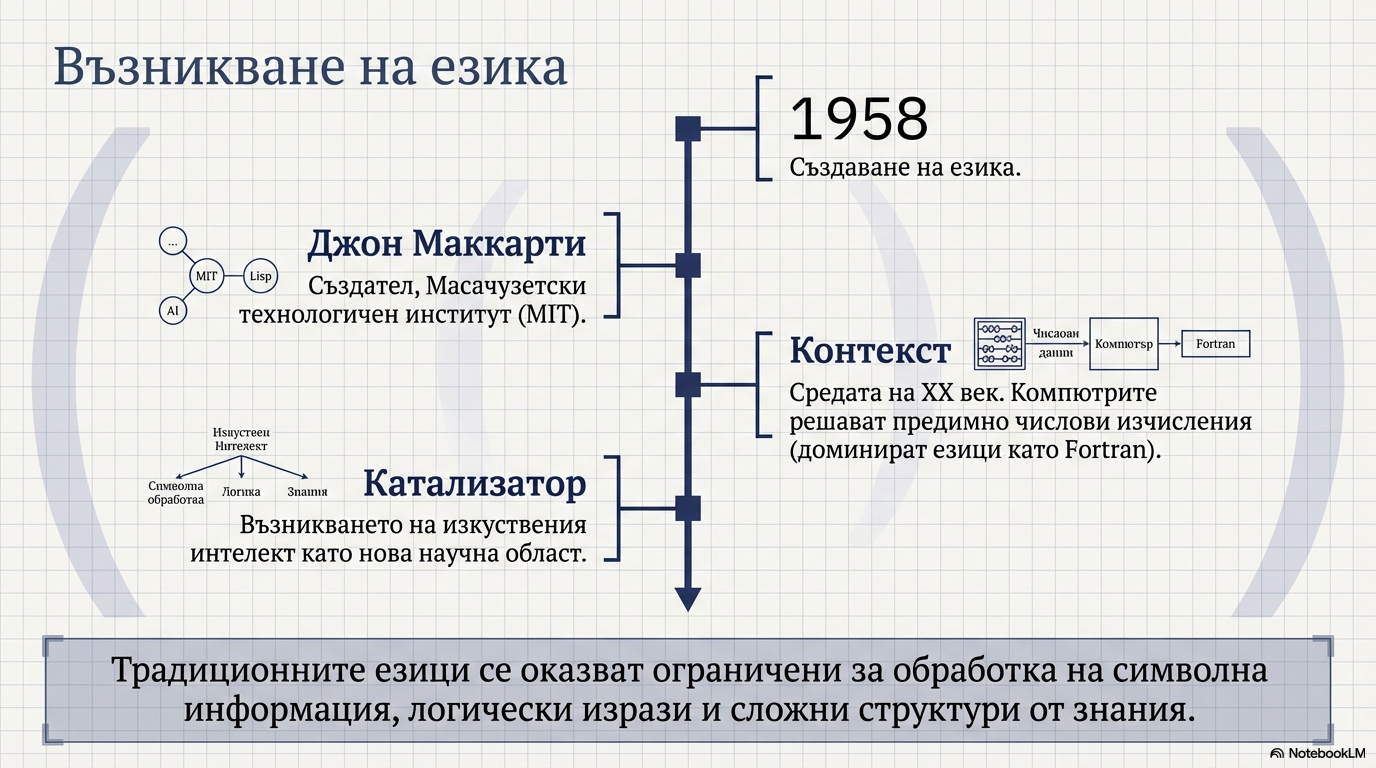 Възникване на езика
1958
Създаване на езика.
...
MIT
Lisp
AI
Джон Маккарти
Създател, Масачузетски
технологичен институт (MIT).
Контекст
Fortran
Средата на XX век. Компютрите
решават предимно числови изчисления
(доминират езици като Fortran).
обработка
Катализатор
Възникването на изкуствения
интелект като нова научна област.
Традиционните езици се оказват ограничени за обработка на символна
информация, логически изрази и сложни структури от знания.
NotebookLM